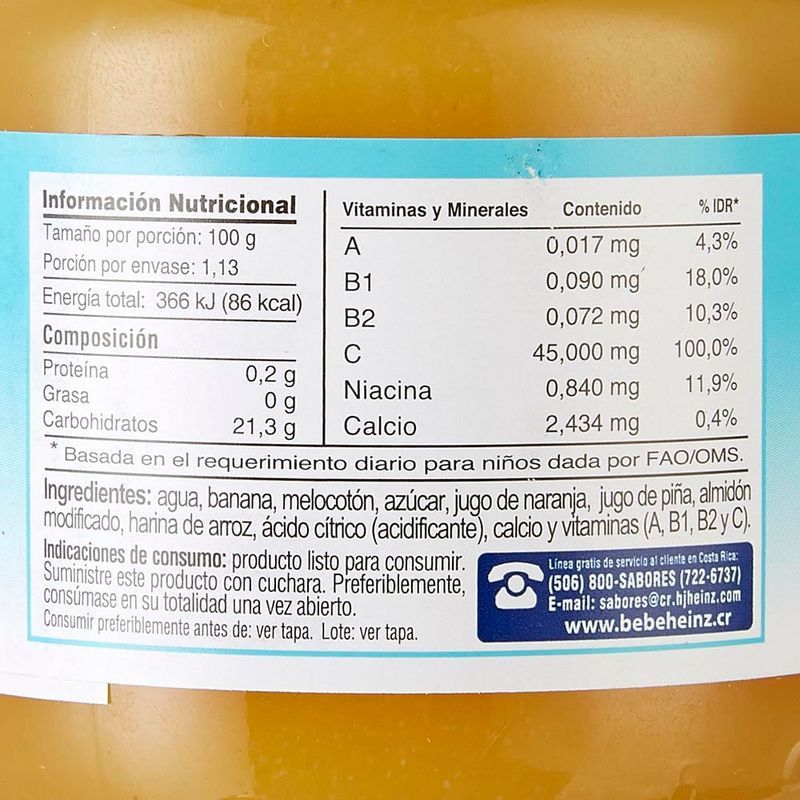 Información Nutricional
Tamaño por porción: 100 g
Porción por envase: 1,13
Energía total: 366 kJ (86 kcal)
Composición
Proteína 0,2 g
Grasa 0 g
Carbohidratos 21,3 g
Vitaminas y Minerales Contenido % IDR*
A 0,017 mg 4,3%
B1 0,090 mg 18,0%
B2 0,072 mg 10,3%
C 45,000 mg 100,0%
Niacina 0,840 mg 11,9%
Calcio 2,434 mg 0,4%
* Basada en el requerimiento diario para niños dada por FAO/OMS.
Ingredientes: agua, banana, melocotón, azúcar, jugo de naranja, jugo de piña, almidón
modificado, harina de arroz, ácido cítrico (acidificante), calcio y vitaminas (A, B1, B2 y C).
Indicaciones de consumo: producto listo para consumir.
Suministre este producto con cuchara. Preferiblemente,
consúmase en su totalidad una vez abierto.
Consumir preferiblemente antes de: ver tapa. Lote: ver tapa.
Línea gratis de servicio al cliente en Costa Rica:
(506) 800-SABORES (722-6737)
E-mail: sabores@cr.hjheinz.com
www.bebeheinz.cr